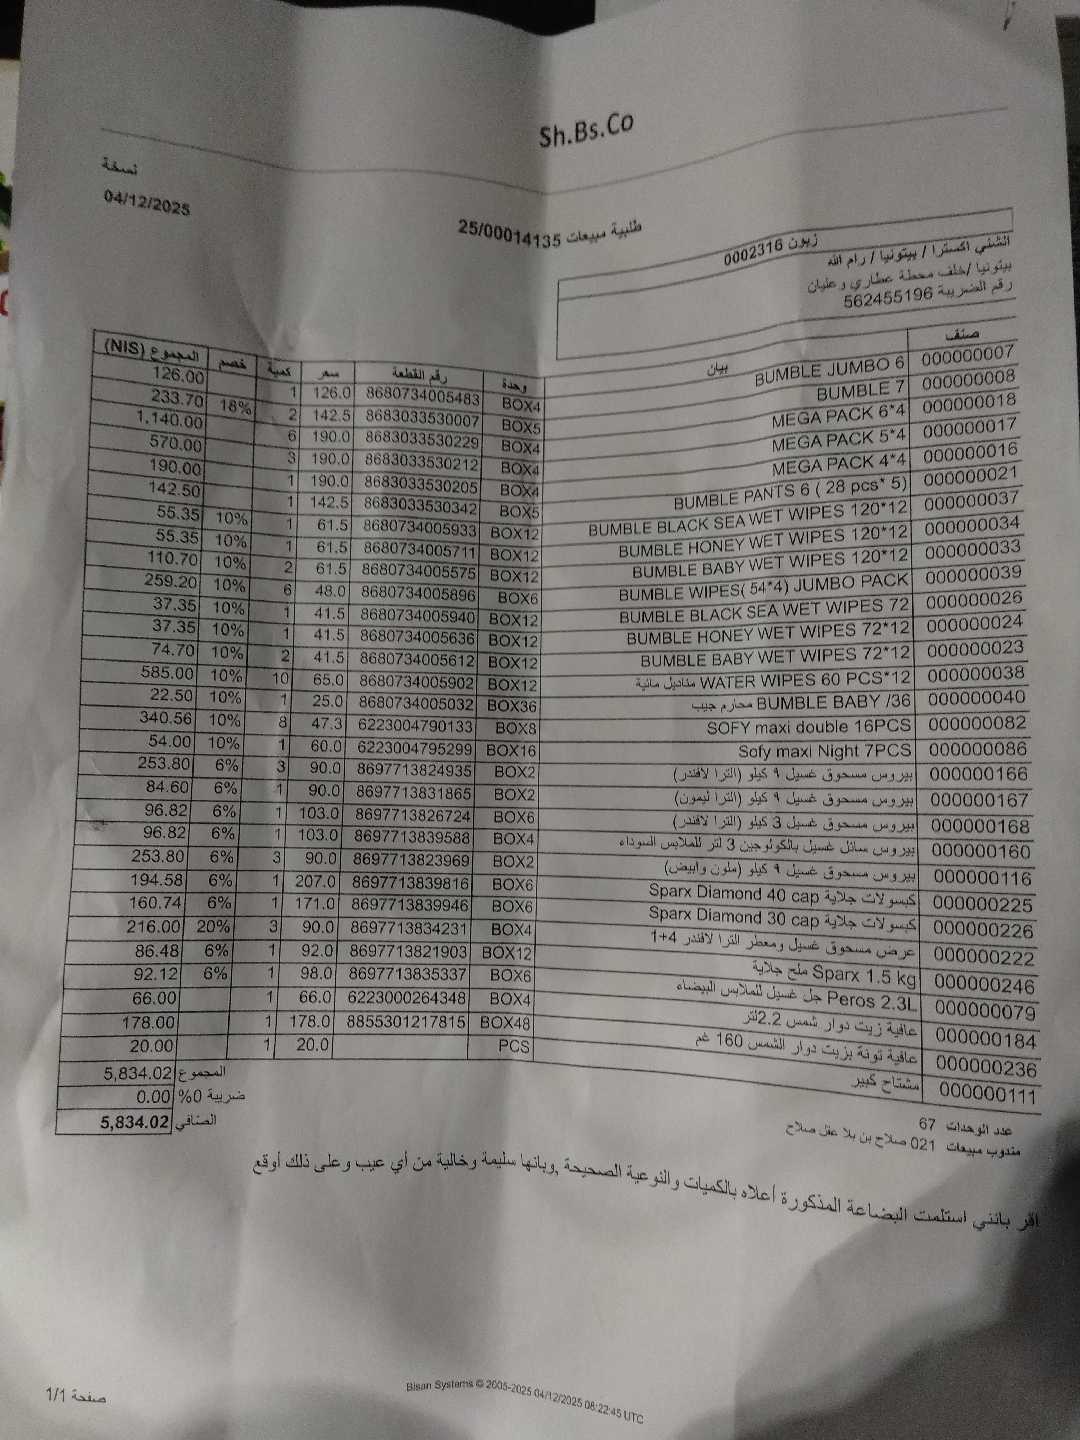 Sh.Bs.Co
نسخة
04/12/2025
طلبية مبيعات 25/00014135
زبون 0002316
الشني اكسترا / بيتونيا / رام الله
بيتونيا /خلف محطة عطاري وعليان
رقم الضريبة 562455196
صنف بيان وحدة رقم القطعة سعر كمية خصم المجموع (NIS)
000000007 BUMBLE JUMBO 6 BOX4 8680734005483 126.0 1 126.00
000000008 BUMBLE 7 BOX5 8683033530007 142.5 2 18% 233.70
000000018 MEGA PACK 6*4 BOX4 8683033530229 190.0 6 1,140.00
000000017 MEGA PACK 5*4 BOX4 8683033530212 190.0 3 570.00
000000016 MEGA PACK 4*4 BOX4 8683033530205 190.0 1 190.00
000000021 BUMBLE PANTS 6 ( 28 pcs* 5) BOX5 8683033530342 142.5 1 142.50
000000037 BUMBLE BLACK SEA WET WIPES 120*12 BOX12 8680734005933 61.5 1 10% 55.35
000000034 BUMBLE HONEY WET WIPES 120*12 BOX12 8680734005711 61.5 1 10% 55.35
000000033 BUMBLE BABY WET WIPES 120*12 BOX12 8680734005575 61.5 2 10% 110.70
000000039 BUMBLE WIPES( 54*4) JUMBO PACK BOX6 8680734005896 48.0 6 10% 259.20
000000026 BUMBLE BLACK SEA WET WIPES 72 BOX12 8680734005940 41.5 1 10% 37.35
000000024 BUMBLE HONEY WET WIPES 72*12 BOX12 8680734005636 41.5 1 10% 37.35
000000023 BUMBLE BABY WET WIPES 72*12 BOX12 8680734005612 41.5 2 10% 74.70
000000038 WATER WIPES 60 PCS*12 مناديل مائية BOX12 8680734005902 65.0 10 10% 585.00
000000040 BUMBLE BABY /36 محارم جيب BOX36 8680734005032 25.0 1 10% 22.50
000000082 SOFY maxi double 16PCS BOX8 6223004790133 47.3 8 10% 340.56
000000086 Sofy maxi Night 7PCS BOX16 6223004795299 60.0 1 10% 54.00
000000166 بيروس مسحوق غسيل ٩ كيلو (الترا لافندر) BOX2 8697713824935 90.0 3 6% 253.80
000000167 بيروس مسحوق غسيل ٩ كيلو (الترا ليمون) BOX2 8697713831865 90.0 1 6% 84.60
000000168 بيروس مسحوق غسيل 3 كيلو (الترا لافندر) BOX6 8697713826724 103.0 1 6% 96.82
000000160 بيروس سائل غسيل بالكولوجين 3 لتر للملابس السوداء BOX4 8697713839588 103.0 1 6% 96.82
000000116 بيروس مسحوق غسيل ٩ كيلو (ملون وابيض) BOX2 8697713823969 90.0 3 6% 253.80
000000225 كبسولات جلاية Sparx Diamond 40 cap BOX6 8697713839816 207.0 1 6% 194.58
000000226 كبسولات جلاية Sparx Diamond 30 cap BOX6 8697713839946 171.0 1 6% 160.74
000000222 عرض مسحوق غسيل ومعطر الترا لافندر 4+1 BOX4 8697713834231 90.0 3 20% 216.00
000000246 Sparx 1.5 kg ملح جلاية BOX12 8697713821903 92.0 1 6% 86.48
000000079 Peros 2.3L جل غسيل للملابس البيضاء BOX6 8697713835337 98.0 1 6% 92.12
000000184 عافية زيت دوار شمس 2.2لتر BOX4 6223000264348 66.0 1 66.00
000000236 عافية تونة بزيت دوار الشمس 160 غم BOX48 8855301217815 178.0 1 178.00
000000111 مشتاح كبير PCS 20.0 1 20.00
المجموع 5,834.02
ضريبة 0% 0.00
الصافي 5,834.02
عدد الوحدات 67
مندوب مبيعات 021 صلاح بن بلا عقل صلاح
اقر بانني استلمت البضاعة المذكورة أعلاه بالكميات والنوعية الصحيحة ,وبانها سليمة وخالية من أي عيب وعلى ذلك أوقع
Bisan Systems © 2005-2025 04/12/2025 08:22:45 UTC
صفحة 1/1